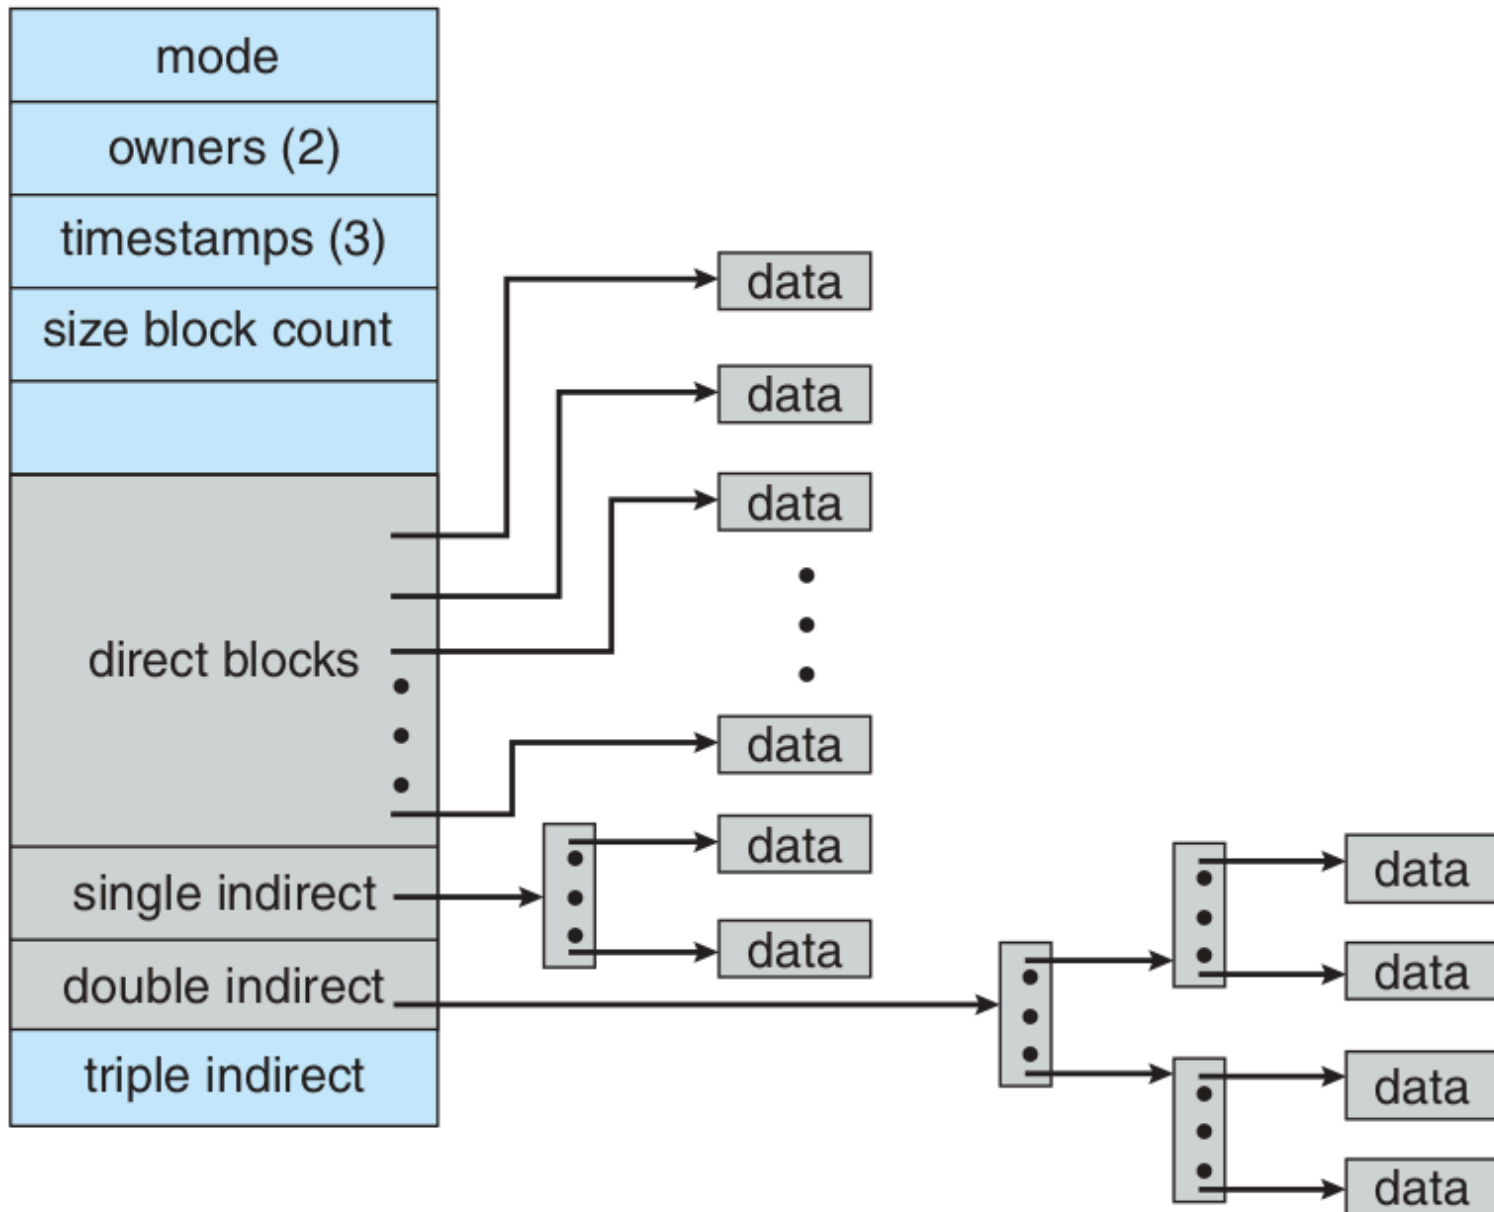 mode
owners (2)
timestamps (3)
size block count
direct blocks
single indirect
double indirect
triple indirect
data
data
data
data
data
data
data
data
data
data